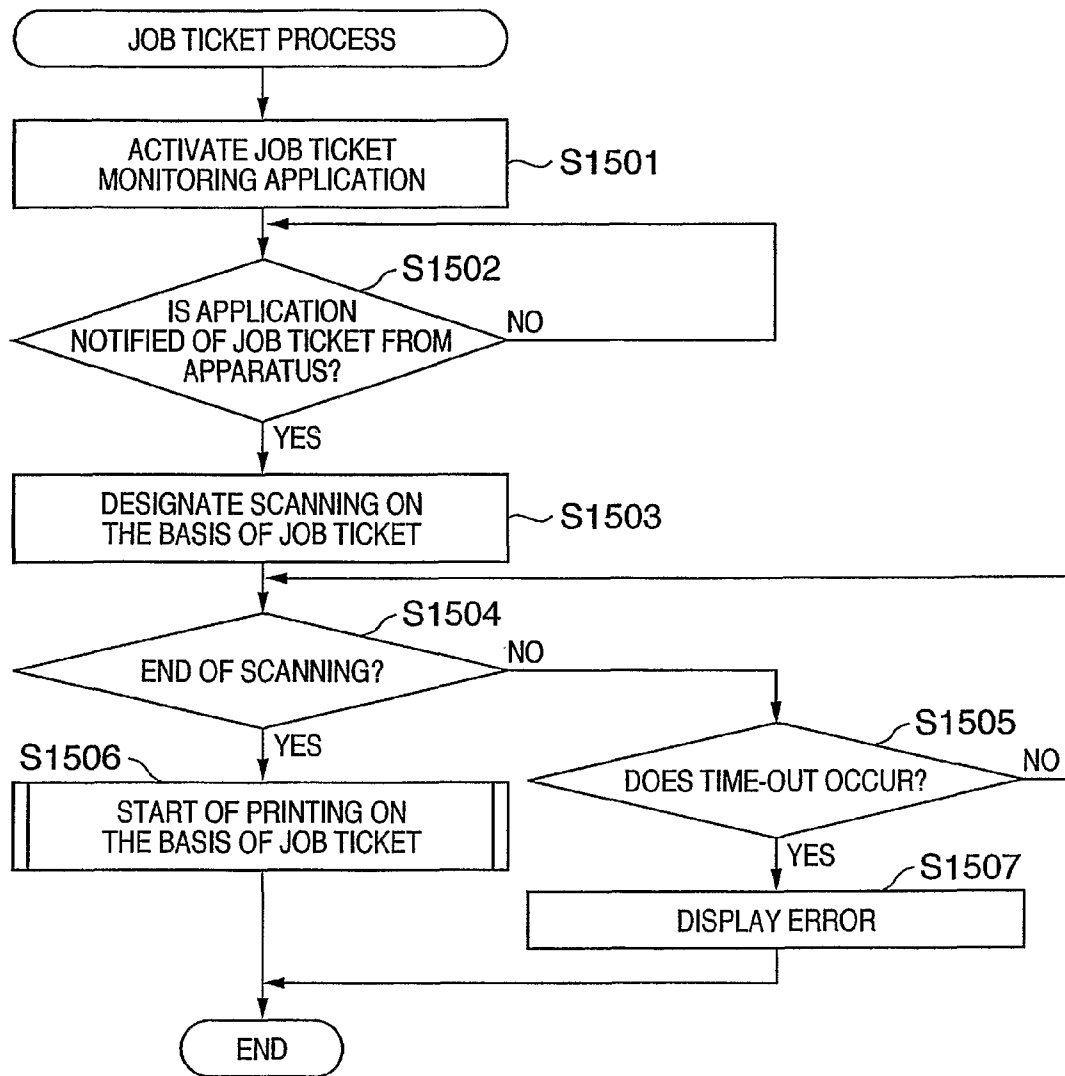 JOB TICKET PROCESS
ACTIVATE JOB TICKET
MONITORING APPLICATION
S1501
S1502
IS APPLICATION
NOTIFIED OF JOB TICKET FROM
APPARATUS?
NO
YES
DESIGNATE SCANNING ON
THE BASIS OF JOB TICKET
S1503
S1504
END OF SCANNING?
NO
YES
S1505
DOES TIME-OUT OCCUR?
NO
YES
S1506
START OF PRINTING ON
THE BASIS OF JOB TICKET
S1507
DISPLAY ERROR
END